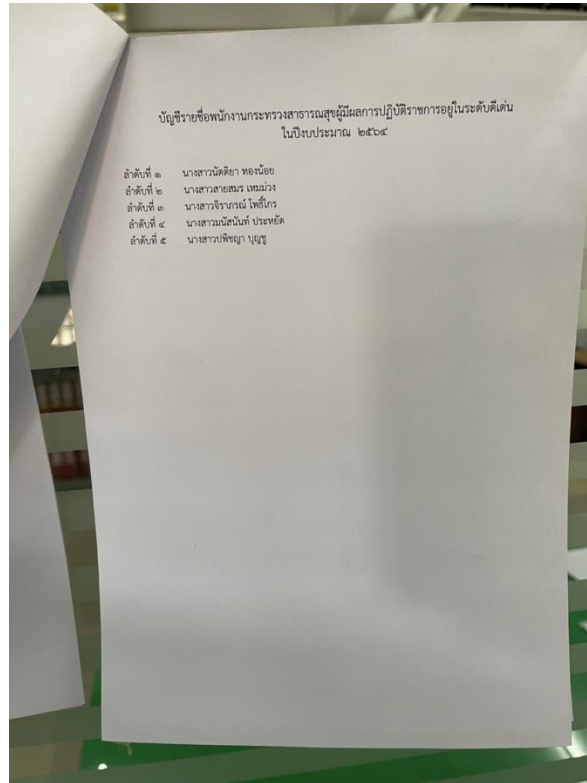 บัญชีรายชื่อพนักงานกระทรวงสาธารณสุขผู้มีผลการปฏิบัติราชการอยู่ในระดับดีเด่น
ในปีงบประมาณ ๒๕๖๔
ลำดับที่ ๑ นางสาวนัตติยา ทองน้อย
ลำดับที่ ๒ นางสาวสายสมร เหมม่วง
ลำดับที่ ๓ นางสาวจิราภรณ์ โพธิ์ไกร
ลำดับที่ ๔ นางสาวมนัสนันท์ ประหยัด
ลำดับที่ ๕ นางสาวปพิชญา บุญชู